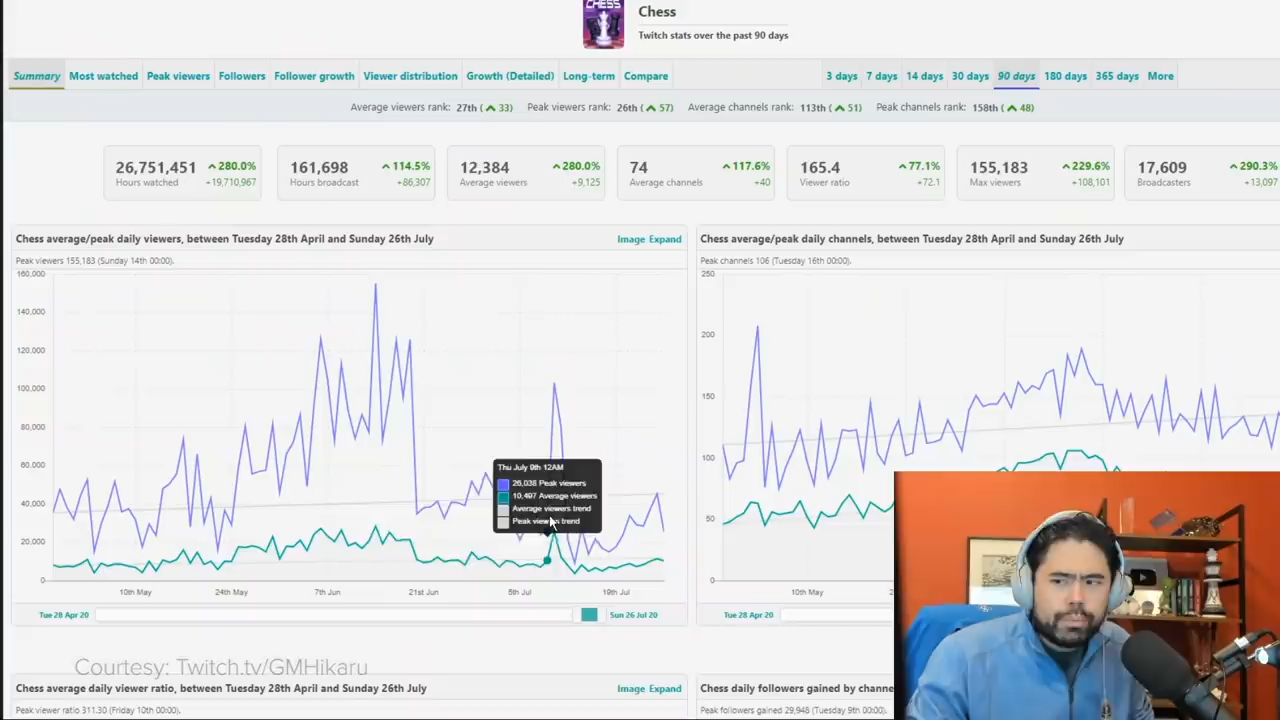 CHESS
Chess
Twitch stats over the past 90 days
Summary Most watched Peak viewers Followers Follower growth Viewer distribution Growth (Detailed) Long-term Compare 3 days 7 days 14 days 30 days 90 days 180 days 365 days More
Average viewers rank: 27th ( 33) Peak viewers rank: 26th ( 57) Average channels rank: 113th ( 51) Peak channels rank: 158th ( 48)
26,751,451 280.0% 161,698 114.5% 12,384 280.0% 74 117.6% 165.4 77.1% 155,183 229.6% 17,609 290.3%
Hours watched +19,710,967 Hours broadcast +86,307 Average viewers +9,125 Average channels +40 Viewer ratio +72.1 Max viewers +108,101 Broadcasters +13,097
Chess average/peak daily viewers, between Tuesday 28th April and Sunday 26th July Image Expand
Peak viewers 155,183 (Sunday 14th 00:00).
160,000
140,000
120,000
100,000
80,000
60,000
40,000
20,000
0
Thu July 9th 12AM
26,038 Peak viewers
10,497 Average viewers
Average viewers trend
Peak viewers trend
10th May 24th May 7th Jun 21st Jun 5th Jul 19th Jul
Tue 28 Apr 20 Sun 26 Jul 20
Chess average/peak daily channels, between Tuesday 28th April and Sunday 26th July
Peak channels 106 (Tuesday 16th 00:00).
250
200
150
100
50
0
10th May 2
Tue 28 Apr 20
Courtesy: Twitch.tv/GMHikaru
Chess average daily viewer ratio, between Tuesday 28th April and Sunday 26th July Image Expand
Peak viewer ratio 311.30 (Friday 10th 00:00).
Chess daily followers gained by channe
Peak followers gained 29,948 (Tuesday 9th 00:00).